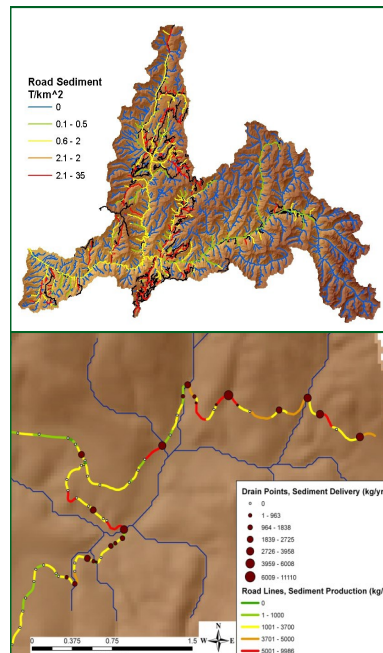 Road Sediment
T/km^2
0
0.1 - 0.5
0.6 - 2
2.1 - 2
2.1 - 35
Drain Points, Sediment Delivery (kg/yr
0
1 - 963
964 - 1838
1839 - 2725
2726 - 3958
3959 - 6008
6009 - 11110
Road Lines, Sediment Production (kg/
0
1 - 1000
1001 - 3700
3701 - 5000
5001 - 9986
N
W E
S
0 0.375 0.75 1.5